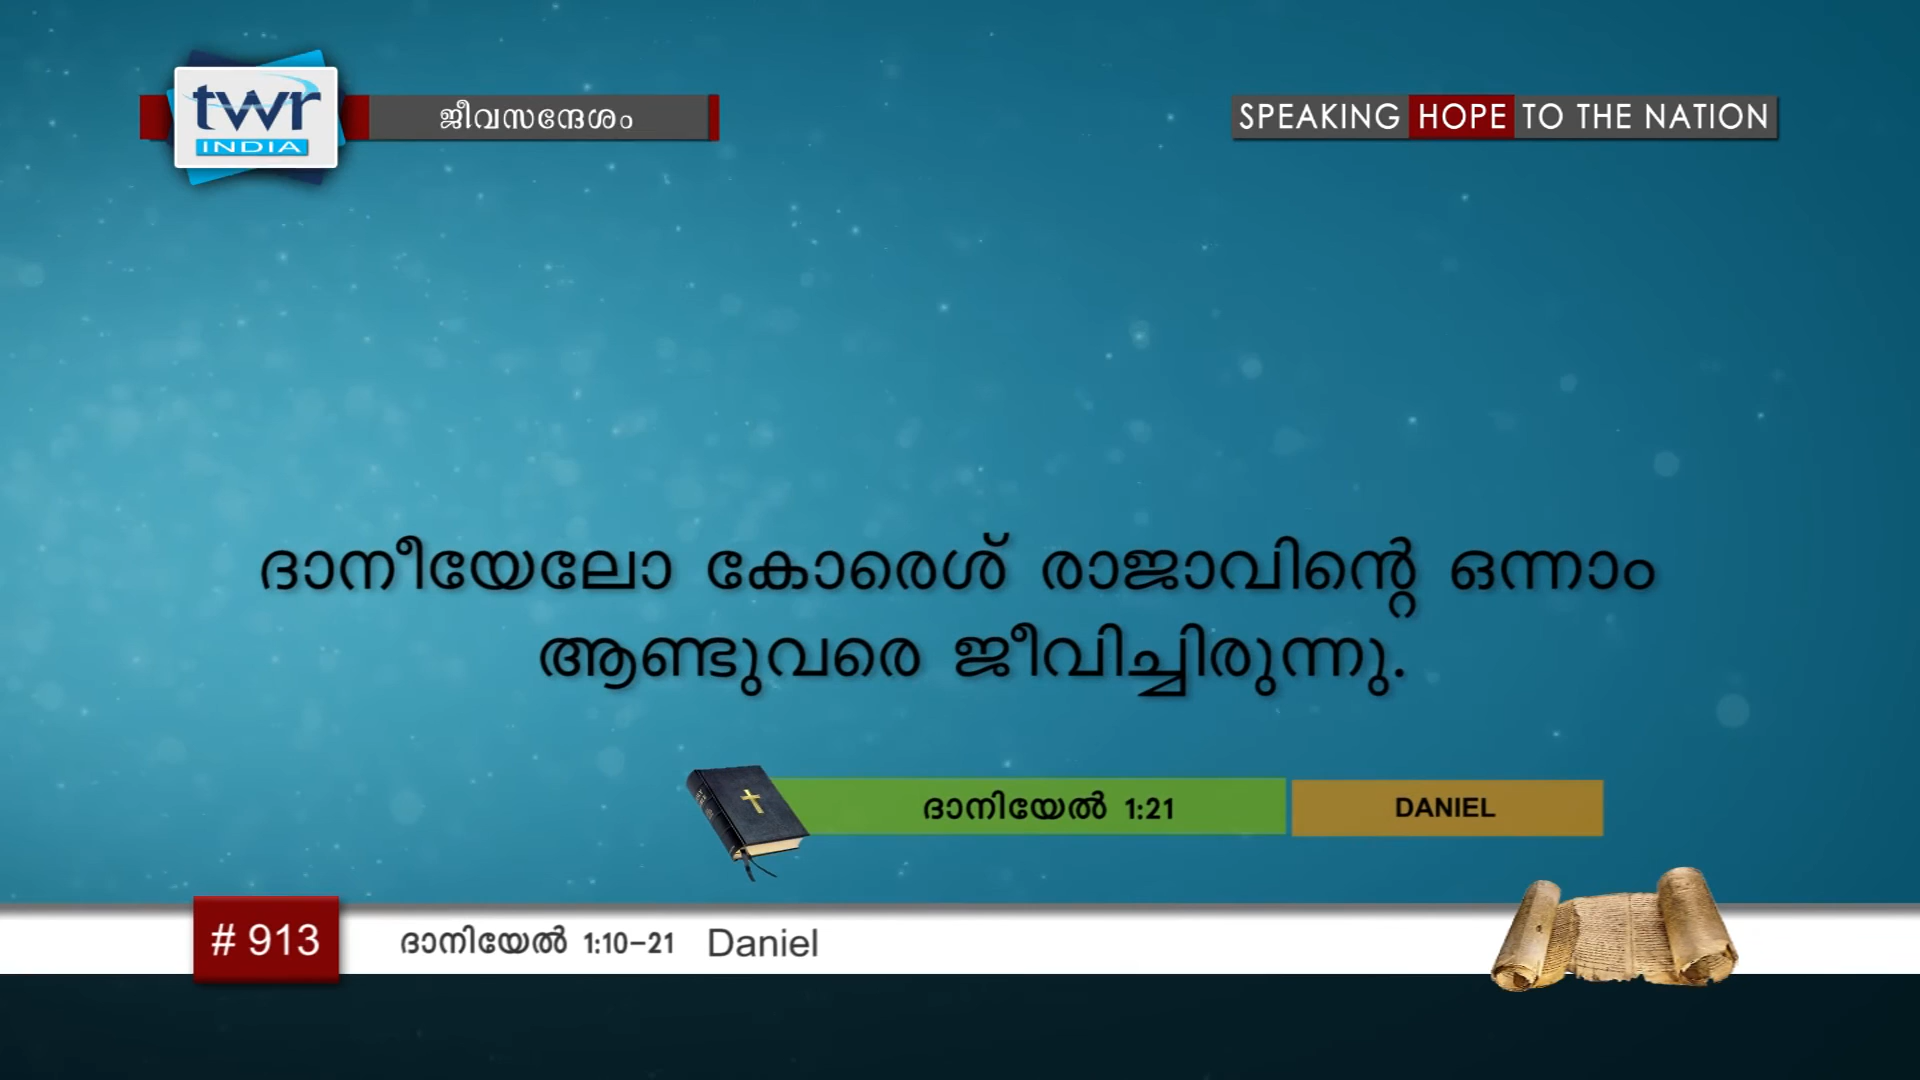 twr
INDIA
ജീവസന്ദേശം
SPEAKING HOPE TO THE NATION
ദാനീയേലോ കോരെശ് രാജാവിന്റെ ഒന്നാം
ആണ്ടുവരെ ജീവിച്ചിരുന്നു.
ദാനിയേൽ 1:21
DANIEL
# 913
ദാനിയേൽ 1:10-21 Daniel